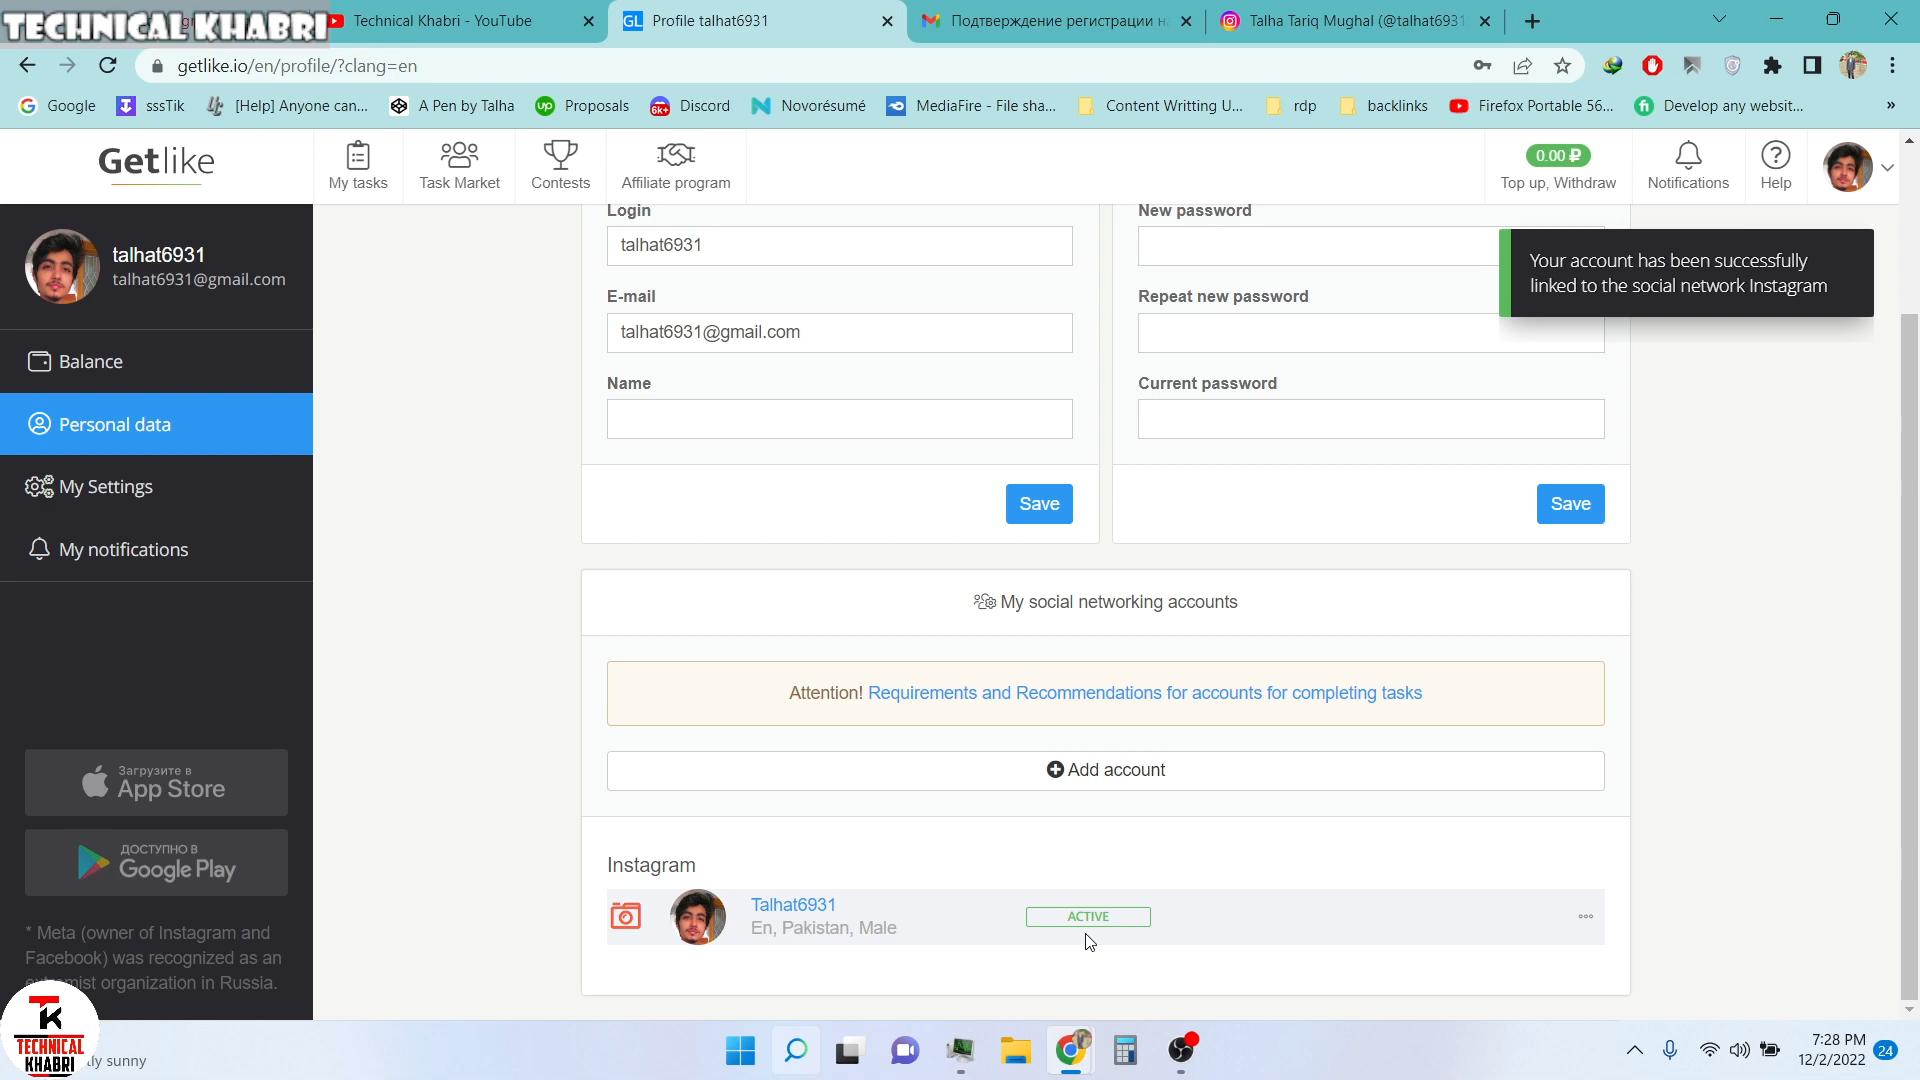 TECHNICAL KHABRI
Technical Khabri - YouTube
GL Profile talhat6931
Подтверждение регистрации н
Talha Tariq Mughal (@talhat6931
getlike.io/en/profile/?clang=en
Google
sssTik
[Help] Anyone can...
A Pen by Talha
up Proposals
6k+ Discord
Novorésumé
MediaFire - File sha...
Content Writting U...
rdp
backlinks
Firefox Portable 56...
fi Develop any websit...
»
Getlike
My tasks
Task Market
Contests
Affiliate program
0.00 ₽
Top up, Withdraw
Notifications
Help
talhat6931
talhat6931@gmail.com
Balance
Personal data
My Settings
My notifications
Загрузите в
App Store
ДОСТУПНО В
Google Play
* Meta (owner of Instagram and
Facebook) was recognized as an
organization in Russia.
Login
talhat6931
E-mail
talhat6931@gmail.com
Name
Save
New password
Repeat new password
Current password
Save
Your account has been successfully
linked to the social network Instagram
My social networking accounts
Attention! Requirements and Recommendations for accounts for completing tasks
Add account
Instagram
Talhat6931
En, Pakistan, Male
ACTIVE
TK
TECHNICAL
KHABRI
sunny
7:28 PM
12/2/2022
24